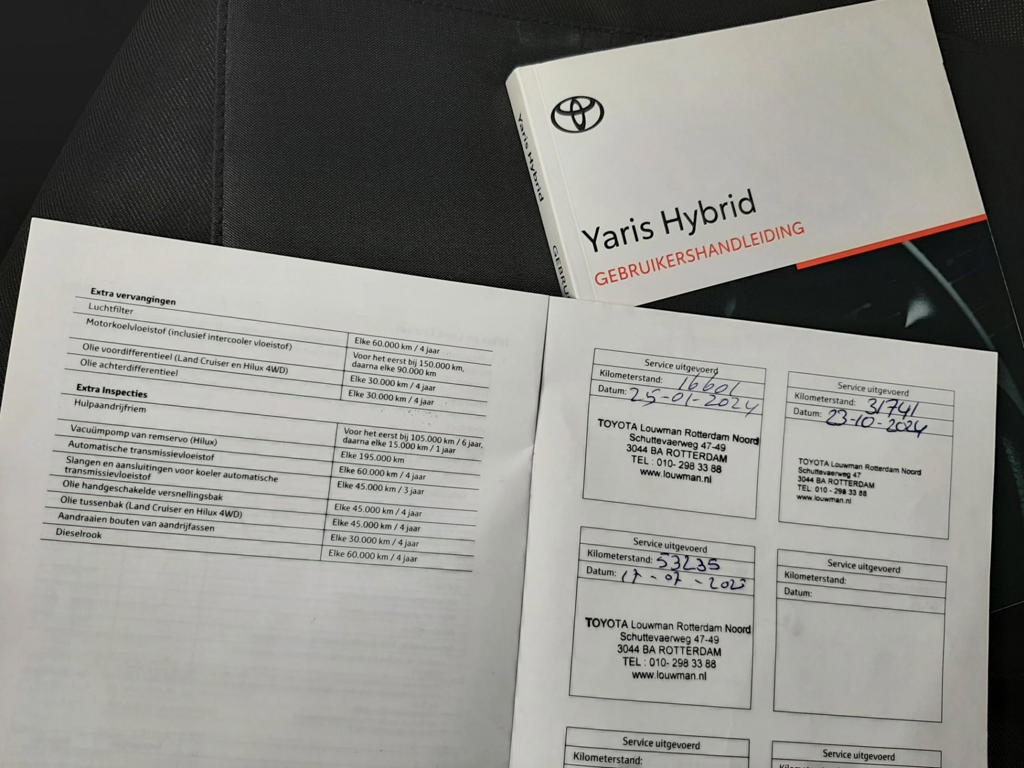 Yaris Hybrid
GEBRUIKERSHANDLEIDING
Yaris Hybrid
Extra vervangingen
Luchtfilter
Elke 60.000 km / 4 jaar
Motorkoelvloeistof (inclusief intercooler vloeistof)
Voor het eerst bij 150.000 km,
daarna elke 90.000 km
Olie voordifferentieel (Land Cruiser en Hilux 4WD)
Elke 30.000 km / 4 jaar
Olie achterdifferentieel
Elke 30.000 km / 4 jaar
Extra Inspecties
Hulpaandrijfriem
Voor het eerst bij 105.000 km / 6 jaar,
daarna elke 15.000 km / 1 jaar
Vacuümpomp van remservo (Hilux)
Elke 195.000 km
Automatische transmissievloeistof
Elke 60.000 km / 4 jaar
Slangen en aansluitingen voor koeler automatische
transmissievloeistof
Elke 45.000 km / 3 jaar
Olie handgeschakelde versnellingsbak
Elke 45.000 km / 4 jaar
Olie tussenbak (Land Cruiser en Hilux 4WD)
Elke 45.000 km / 4 jaar
Aandraaien bouten van aandrijfassen
Elke 30.000 km / 4 jaar
Dieselrook
Elke 60.000 km / 4 jaar
Service uitgevoerd
Kilometerstand: 16601
Datum: 25-01-2024
TOYOTA Louwman Rotterdam Noord
Schuttevaerweg 47-49
3044 BA ROTTERDAM
TEL : 010- 298 33 88
www.louwman.nl
Service uitgevoerd
Kilometerstand: 31741
Datum: 23-10-2024
TOYOTA Louwman Rotterdam Noord
Schuttevaerweg 47
3044 BA ROTTERDAM
TEL: 010 - 298 33 88
www.louwman.nl
Service uitgevoerd
Kilometerstand: 53235
Datum:
TOYOTA Louwman Rotterdam Noord
Schuttevaerweg 47-49
3044 BA ROTTERDAM
TEL : 010- 298 33 88
www.louwman.nl
Service uitgevoerd
Kilometerstand:
Datum:
Service uitgevoerd
Kilometerstand:
Service uitgevoerd